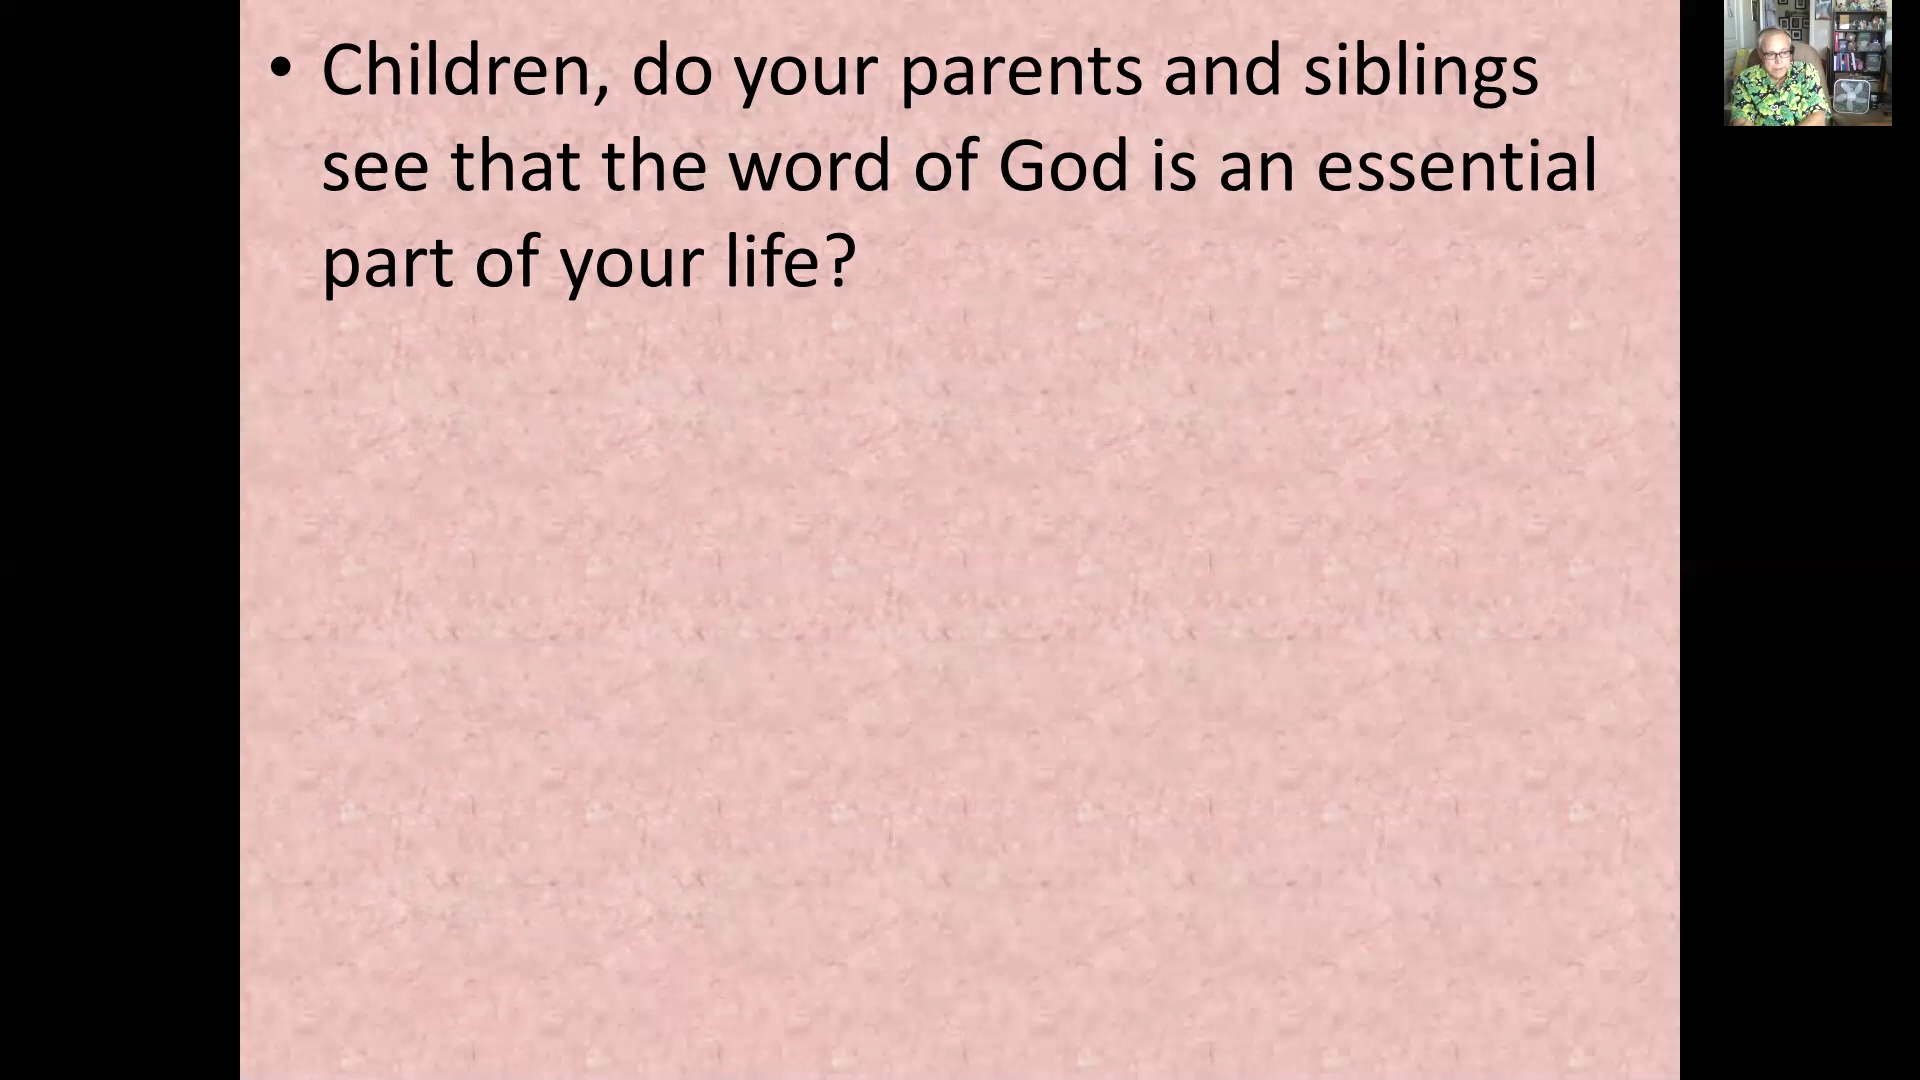 • Children, do your parents and siblings
see that the word of God is an essential
part of your life?